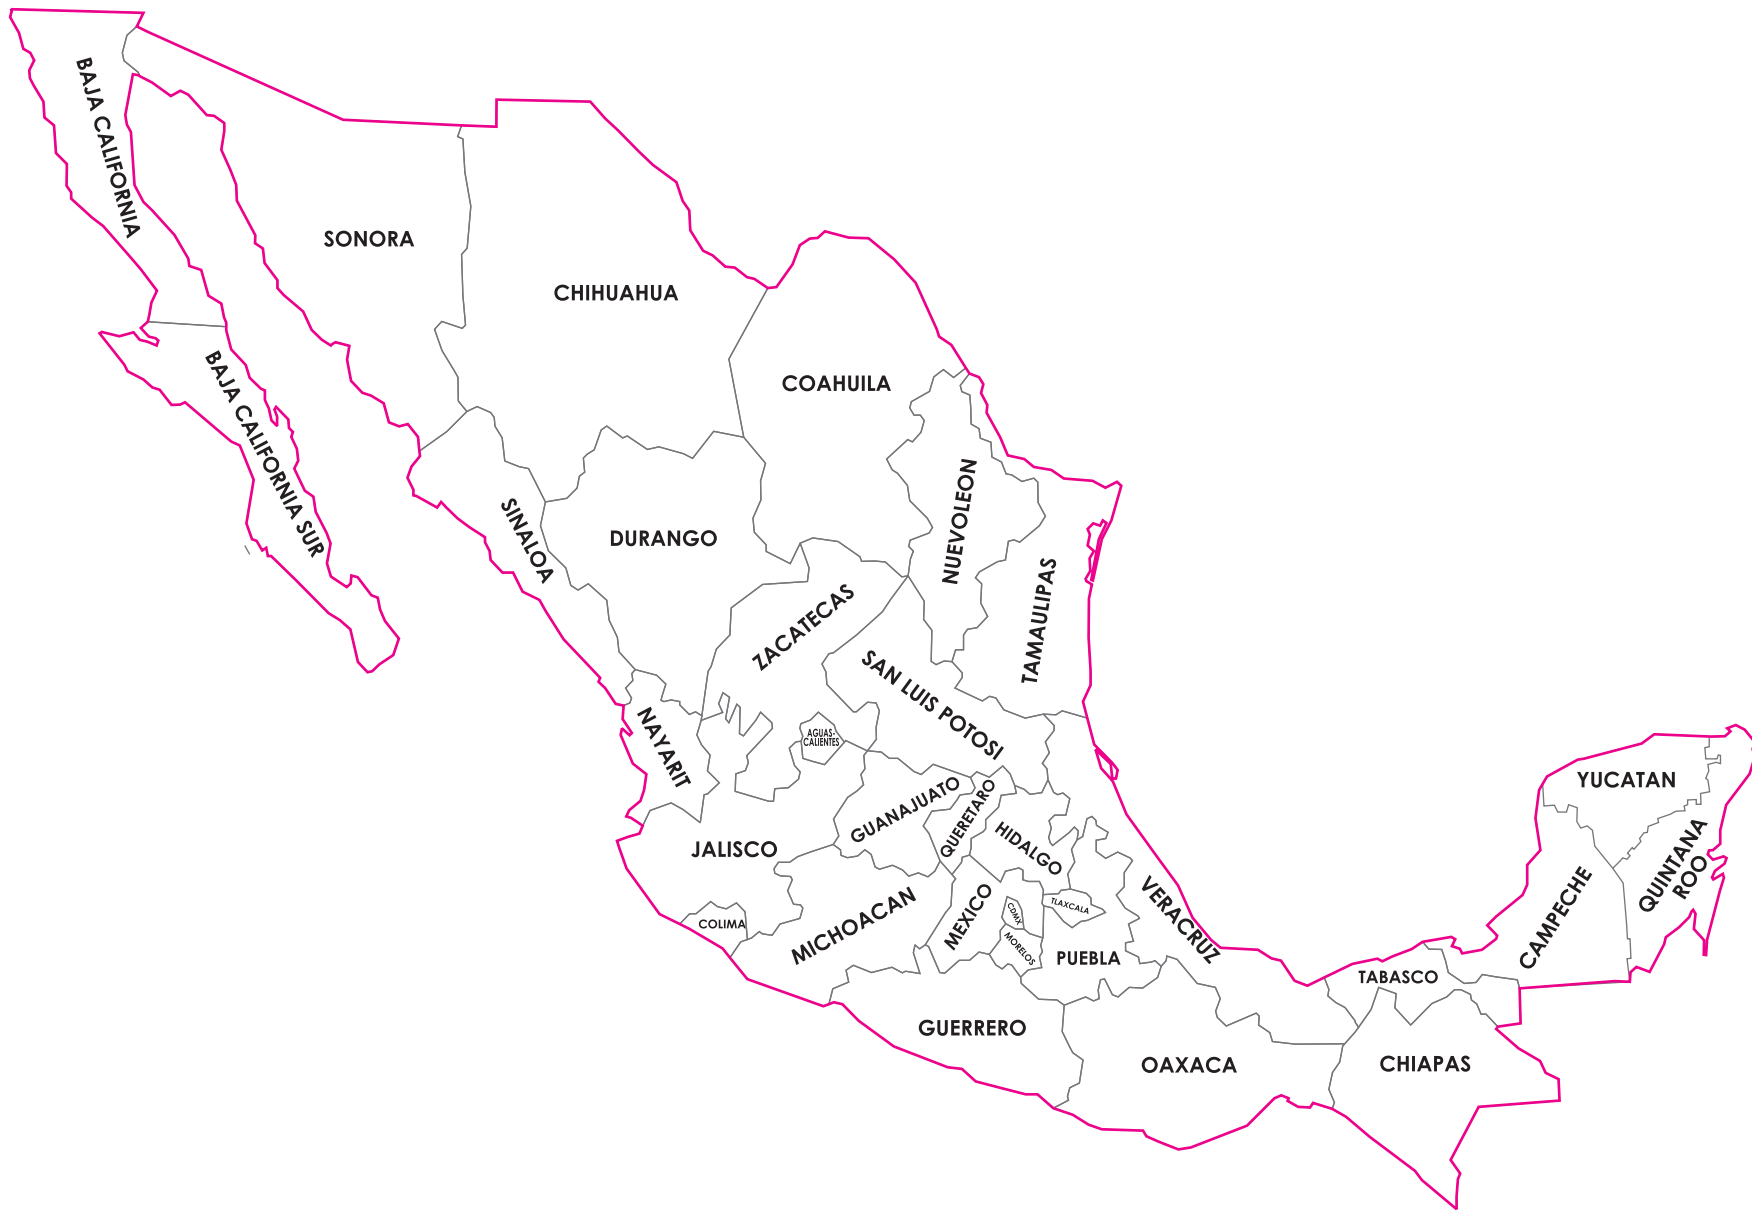 BAJA CALIFORNIA
SONORA
CHIHUAHUA
COAHUILA
BAJA CALIFORNIA SUR
SINALOA
DURANGO
NUEVOLEON
TAMAULIPAS
ZACATECAS
SAN LUIS POTOSI
NAYARIT
AGUAS-
CALIENTES
GUANAJUATO
QUERETARO
HIDALGO
JALISCO
COLIMA
MICHOACAN
MEXICO
CDMX
MORELOS
TLAXCALA
PUEBLA
VERACRUZ
GUERRERO
OAXACA
TABASCO
CHIAPAS
CAMPECHE
YUCATAN
QUINTANA
ROO